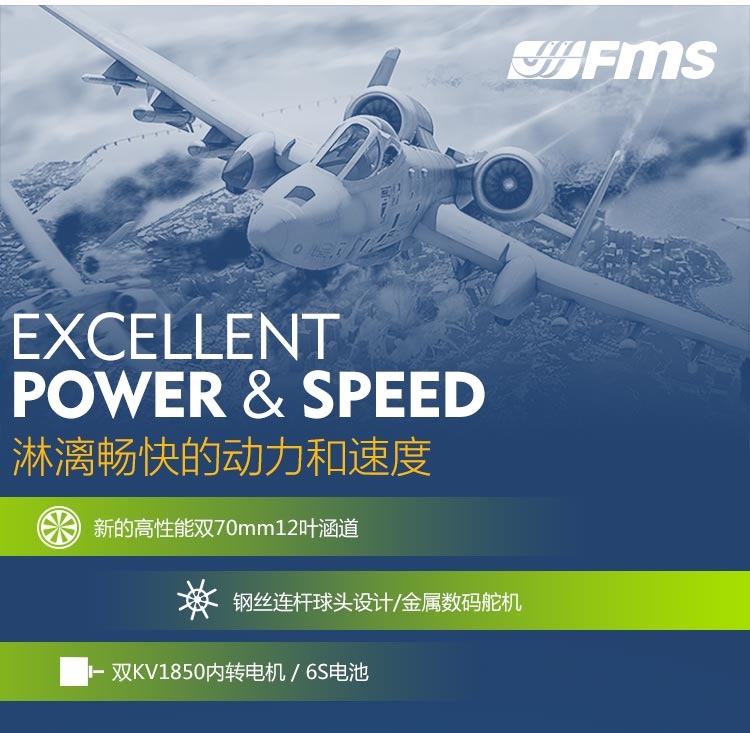 FMS
EXCELLENT
POWER & SPEED
淋漓畅快的动力和速度
新的高性能双70mm12叶涵道
钢丝连杆球头设计/金属数码舵机
双KV1850内转电机 / 6S电池